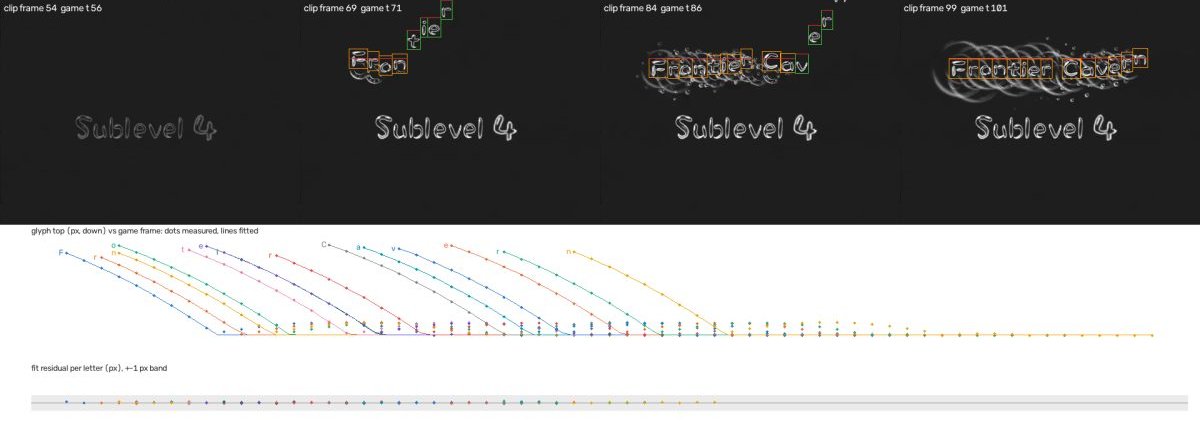 clip frame 54 game t 56
clip frame 69 game t 71
clip frame 84 game t 86
clip frame 99 game t 101
Sublevel 4
F r o n t i e r
Sublevel 4
Frontier Cav e r
Sublevel 4
Frontier Cavern
Sublevel 4
glyph top (px, down) vs game frame: dots measured, lines fitted
F r o n t e i r C a v e r n
fit residual per letter (px), +-1 px band